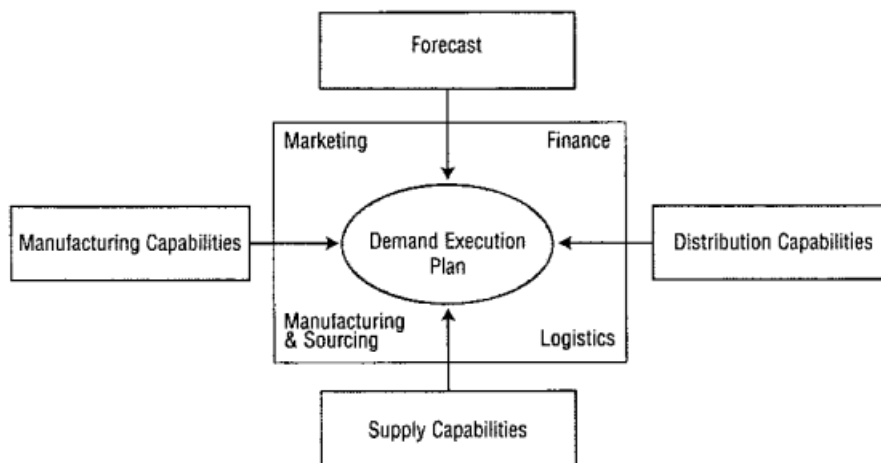 Forecast
Marketing
Finance
Manufacturing Capabilities
Demand Execution
Plan
Distribution Capabilities
Manufacturing
& Sourcing
Logistics
Supply Capabilities